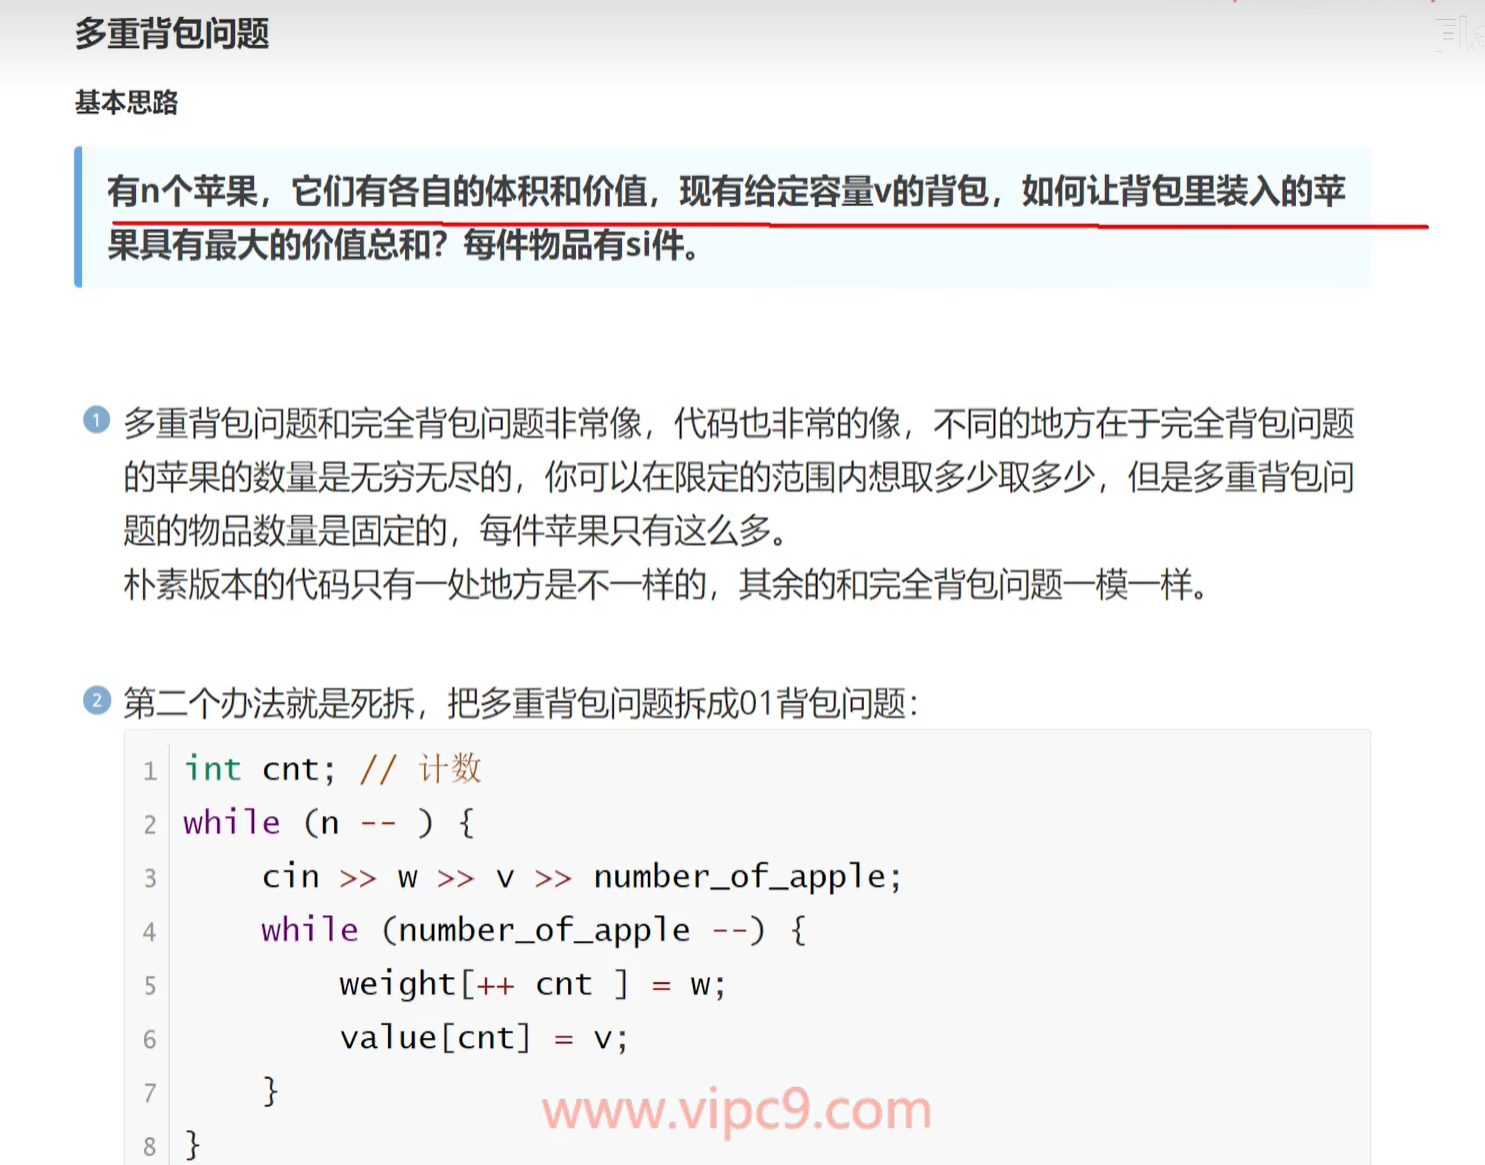 多重背包问题
基本思路
有n个苹果，它们有各自的体积和价值，现有给定容量v的背包，如何让背包里装入的苹
果具有最大的价值总和？每件物品有si件。
1 多重背包问题和完全背包问题非常像，代码也非常的像，不同的地方在于完全背包问题
的苹果的数量是无穷无尽的，你可以在限定的范围内想取多少取多少，但是多重背包问
题的物品数量是固定的，每件苹果只有这么多。
朴素版本的代码只有一处地方是不一样的，其余的和完全背包问题一模一样。
2 第二个办法就是死拆，把多重背包问题拆成01背包问题：
1 int cnt; // 计数
2 while (n -- ) {
3 cin >> w >> v >> number_of_apple;
4 while (number_of_apple --) {
5 weight[++ cnt ] = w;
6 value[cnt] = v;
7 }
8 }
www.vipc9.com